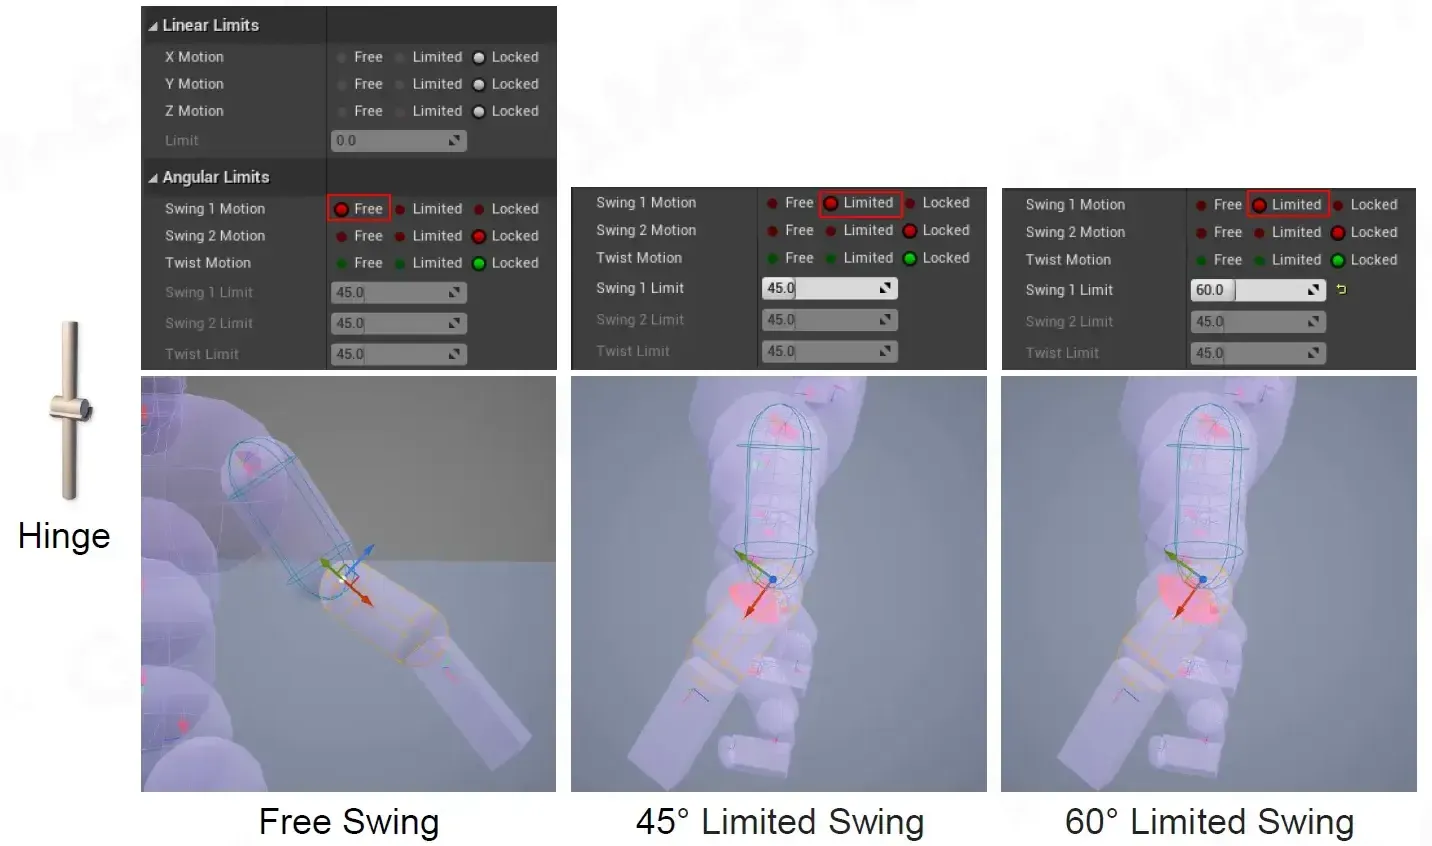 Linear Limits
X Motion Free Limited Locked
Y Motion Free Limited Locked
Z Motion Free Limited Locked
Limit 0.0
Angular Limits
Swing 1 Motion Free Limited Locked
Swing 2 Motion Free Limited Locked
Twist Motion Free Limited Locked
Swing 1 Limit 45.0
Swing 2 Limit 45.0
Twist Limit 45.0
Swing 1 Motion Free Limited Locked
Swing 2 Motion Free Limited Locked
Twist Motion Free Limited Locked
Swing 1 Limit 45.0
Swing 2 Limit 45.0
Twist Limit 45.0
Swing 1 Motion Free Limited Locked
Swing 2 Motion Free Limited Locked
Twist Motion Free Limited Locked
Swing 1 Limit 60.0
Swing 2 Limit 45.0
Twist Limit 45.0
Hinge
Free Swing
45° Limited Swing
60° Limited Swing